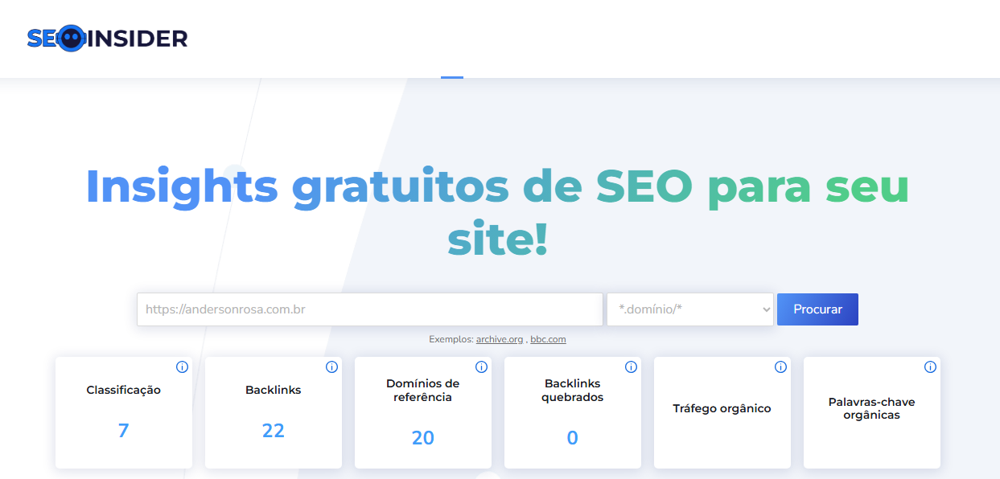 SEOINSIDER
Insights gratuitos de SEO para seu
site!
https://andersonrosa.com.br
*.domínio/*
Procurar
Exemplos: archive.org , bbc.com
Classificação
7
Backlinks
22
Domínios de
referência
20
Backlinks
quebrados
0
Tráfego orgânico
Palavras-chave
orgânicas